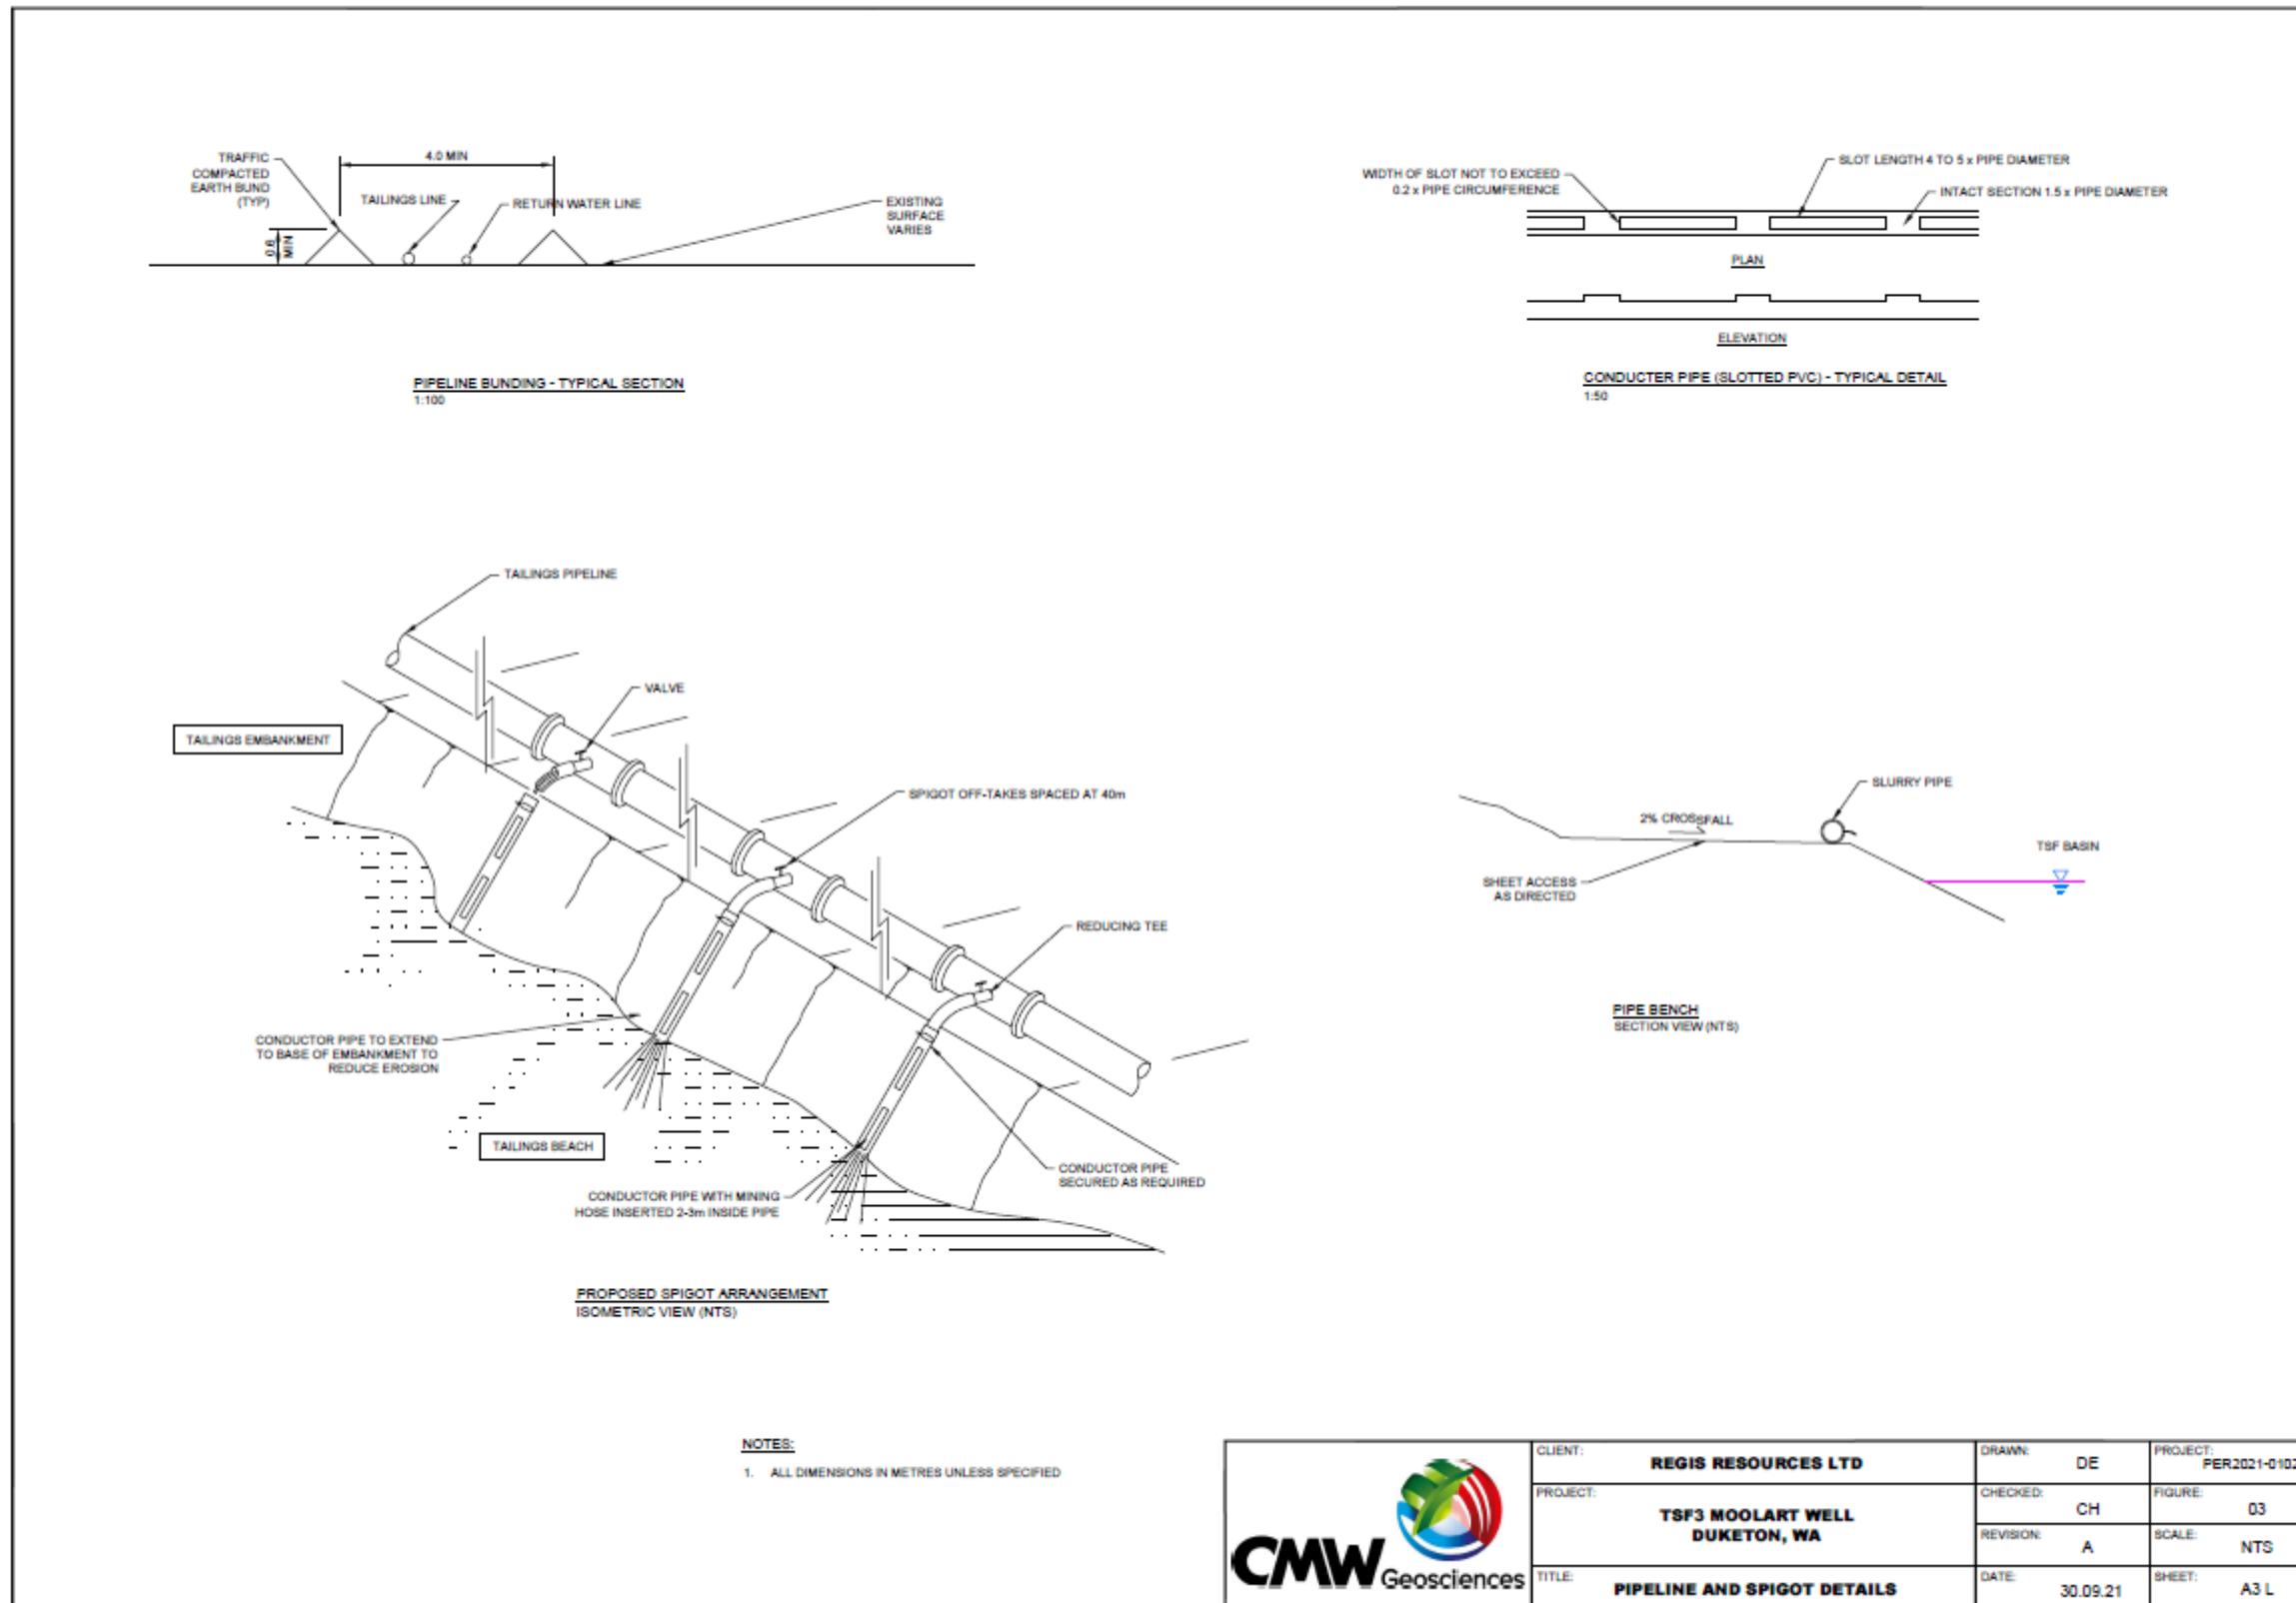 TRAFFIC
COMPACTED
EARTH BUND
(TYP)
4.0 MIN
0.6
MIN
TAILINGS LINE
RETURN WATER LINE
EXISTING
SURFACE
VARIES
PIPELINE BUNDING - TYPICAL SECTION
1:100
WIDTH OF SLOT NOT TO EXCEED
0.2 x PIPE CIRCUMFERENCE
SLOT LENGTH 4 TO 5 x PIPE DIAMETER
INTACT SECTION 1.5 x PIPE DIAMETER
PLAN
ELEVATION
CONDUCTER PIPE (SLOTTED PVC) - TYPICAL DETAIL
1:50
TAILINGS PIPELINE
VALVE
TAILINGS EMBANKMENT
SPIGOT OFF-TAKES SPACED AT 40m
REDUCING TEE
CONDUCTOR PIPE TO EXTEND
TO BASE OF EMBANKMENT TO
REDUCE EROSION
TAILINGS BEACH
CONDUCTOR PIPE WITH MINING
HOSE INSERTED 2-3m INSIDE PIPE
CONDUCTOR PIPE
SECURED AS REQUIRED
PROPOSED SPIGOT ARRANGEMENT
ISOMETRIC VIEW (NTS)
SLURRY PIPE
2% CROSSFALL
TSF BASIN
SHEET ACCESS
AS DIRECTED
PIPE BENCH
SECTION VIEW (NTS)
NOTES:
1. ALL DIMENSIONS IN METRES UNLESS SPECIFIED
CMW Geosciences
CLIENT:
REGIS RESOURCES LTD
PROJECT:
TSF3 MOOLART WELL
DUKETON, WA
TITLE:
PIPELINE AND SPIGOT DETAILS
DRAWN:
DE
CHECKED:
CH
REVISION:
A
DATE:
30.09.21
PROJECT:
PER2021-0102
FIGURE:
03
SCALE:
NTS
SHEET:
A3 L